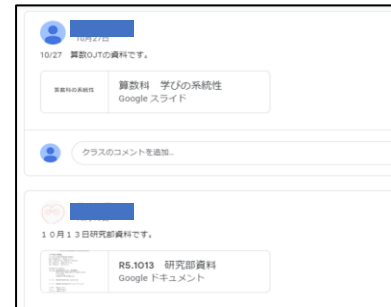 10月27日
10/27　算数OJTの資料です。
算数科の系統性
算数科　学びの系統性
Google スライド
クラスのコメントを追加...
１０月１３日研究部資料です。
R5.1013　研究部資料
Google ドキュメント